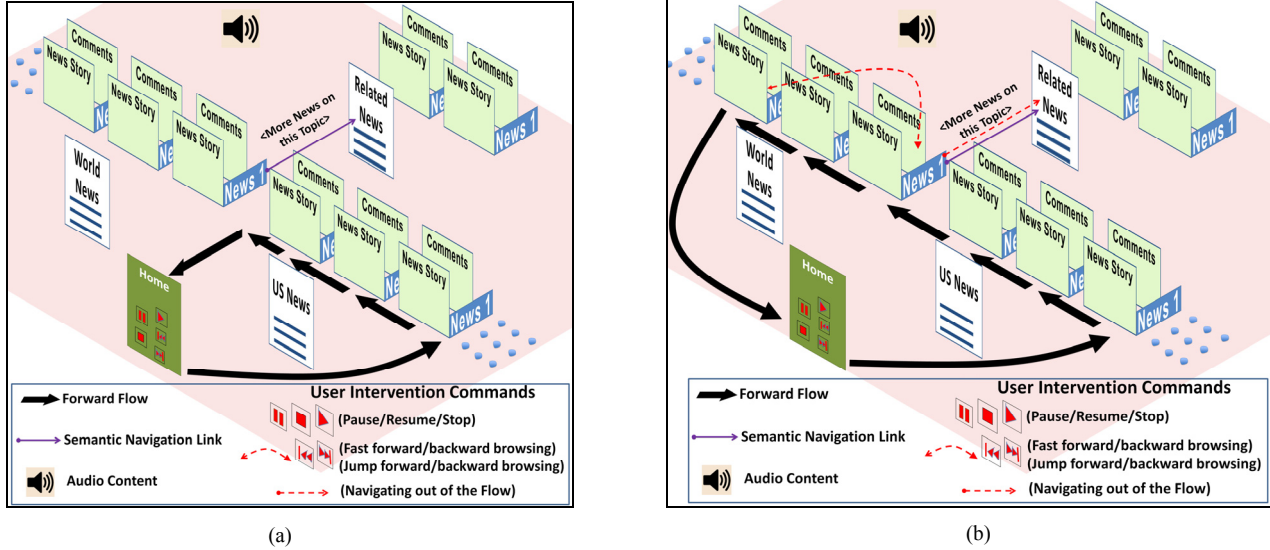 Comments
News Story
Comments
News Story
Comments
News Story
News 1
<More News on
this Topic>
Related
News
Comments
News Story
Comments
News Story
News 1
World
News
Comments
News Story
Comments
News Story
Comments
News Story
News 1
Home
US News
Forward Flow
Semantic Navigation Link
Audio Content
User Intervention Commands
(Pause/Resume/Stop)
(Fast forward/backward browsing)
(Jump forward/backward browsing)
(Navigating out of the Flow)
(a)
Comments
News Story
Comments
News Story
Comments
News Story
News 1
<More News on
this Topic>
Related
News
Comments
News Story
Comments
News Story
News 1
World
News
Comments
News Story
Comments
News Story
Comments
News Story
News 1
Home
US News
Forward Flow
Semantic Navigation Link
Audio Content
User Intervention Commands
(Pause/Resume/Stop)
(Fast forward/backward browsing)
(Jump forward/backward browsing)
(Navigating out of the Flow)
(b)